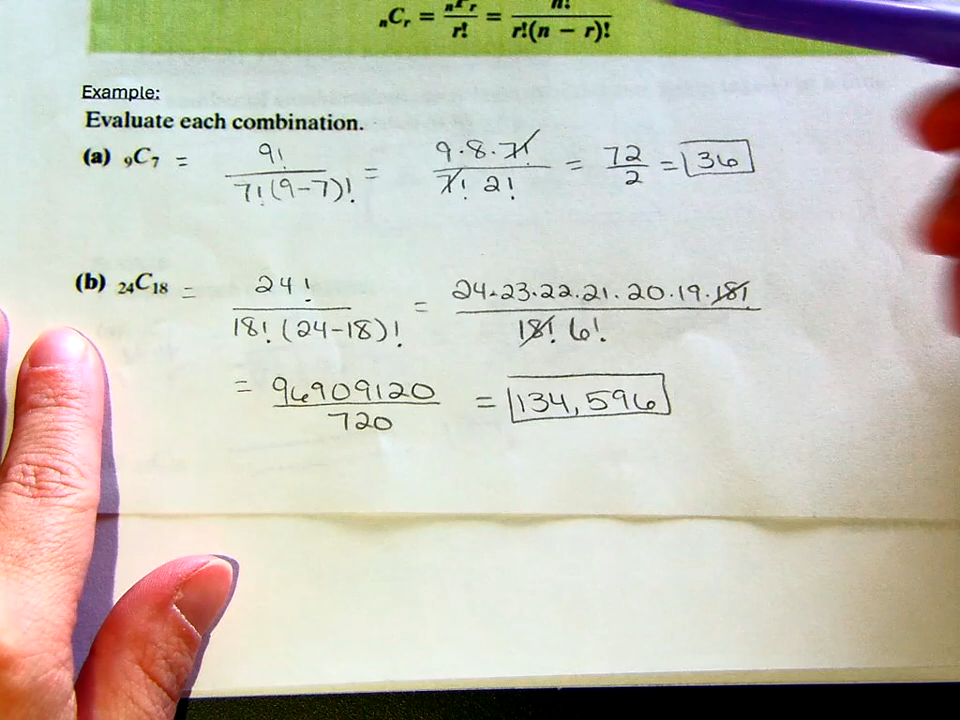 nCr = nPr/r! = n!/r!(n − r)!
Example:
Evaluate each combination.
(a) ₉C₇ = 9!/7!(9-7)! = 9·8·7!/7! 2! = 72/2 = 36
(b) ₂₄C₁₈ = 24!/18!(24-18)! = 24·23·22·21·20·19·18!/18! 6!
= 96909120/720 = 134,596